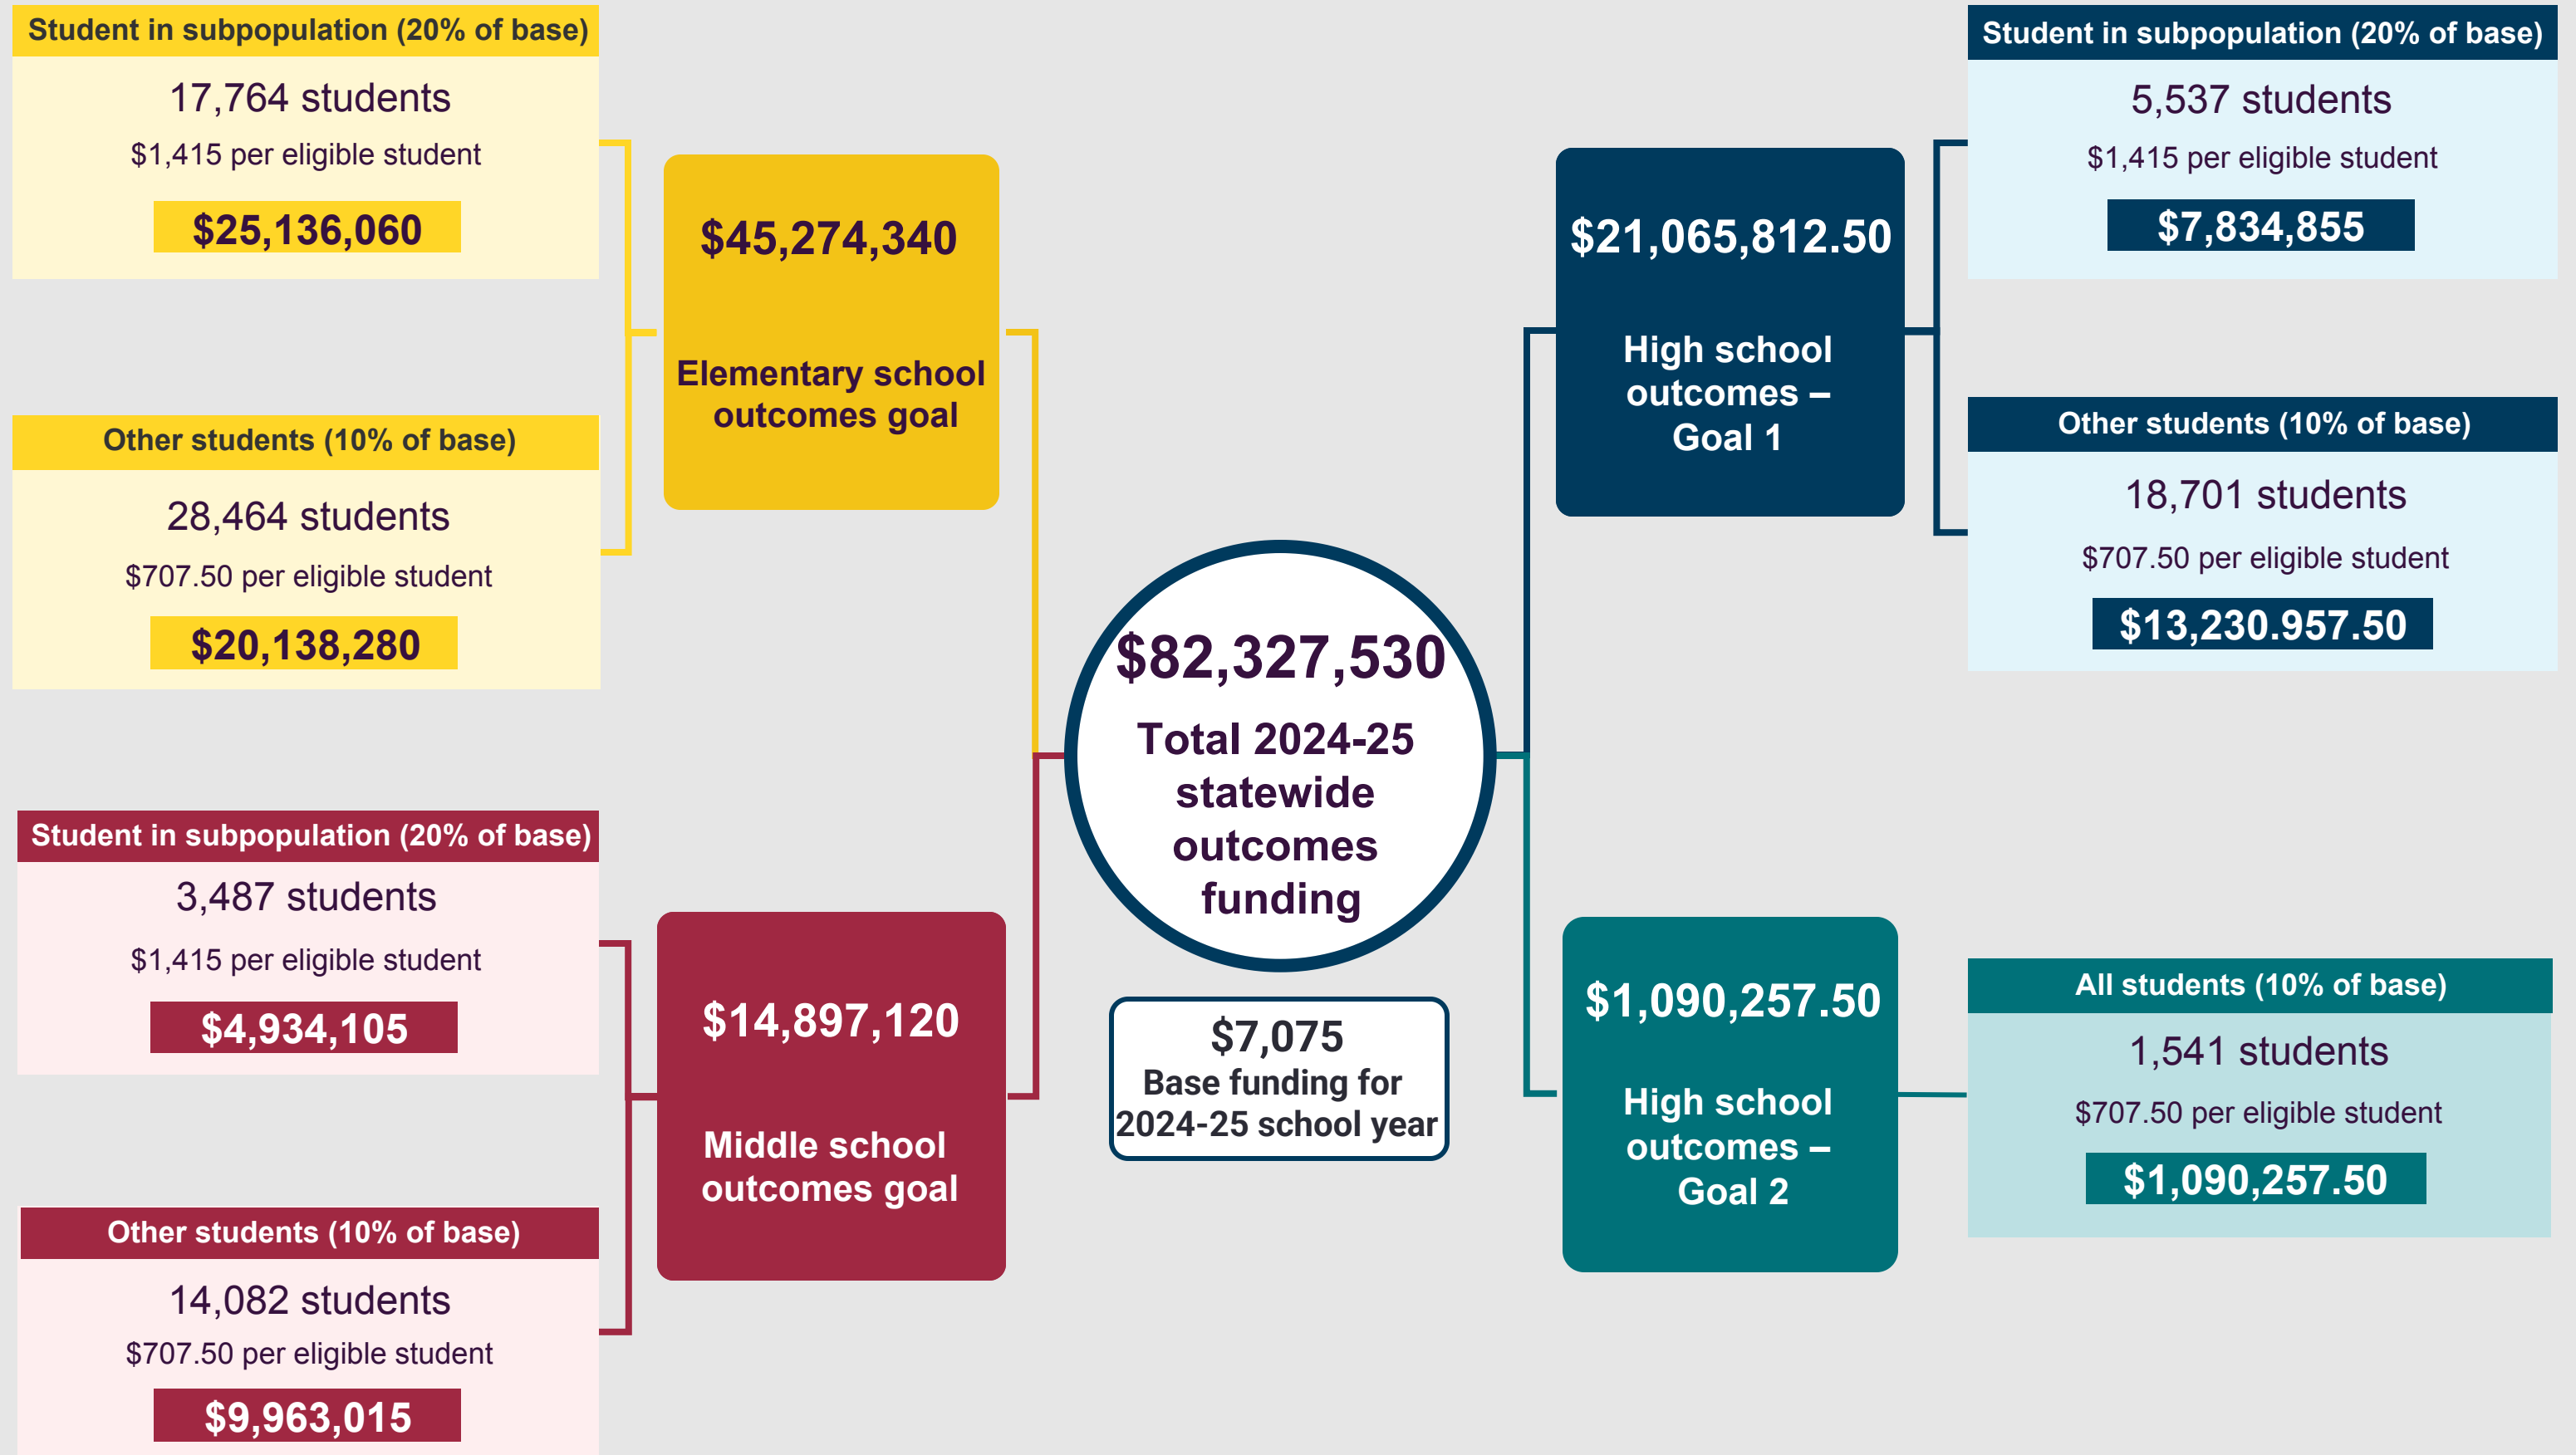 Student in subpopulation (20% of base)
17,764 students
$1,415 per eligible student
$25,136,060
Other students (10% of base)
28,464 students
$707.50 per eligible student
$20,138,280
$45,274,340
Elementary school
outcomes goal
Student in subpopulation (20% of base)
3,487 students
$1,415 per eligible student
$4,934,105
Other students (10% of base)
14,082 students
$707.50 per eligible student
$9,963,015
$14,897,120
Middle school
outcomes goal
$82,327,530
Total 2024-25
statewide
outcomes
funding
$7,075
Base funding for
2024-25 school year
$21,065,812.50
High school
outcomes –
Goal 1
Student in subpopulation (20% of base)
5,537 students
$1,415 per eligible student
$7,834,855
Other students (10% of base)
18,701 students
$707.50 per eligible student
$13,230.957.50
$1,090,257.50
High school
outcomes –
Goal 2
All students (10% of base)
1,541 students
$707.50 per eligible student
$1,090,257.50